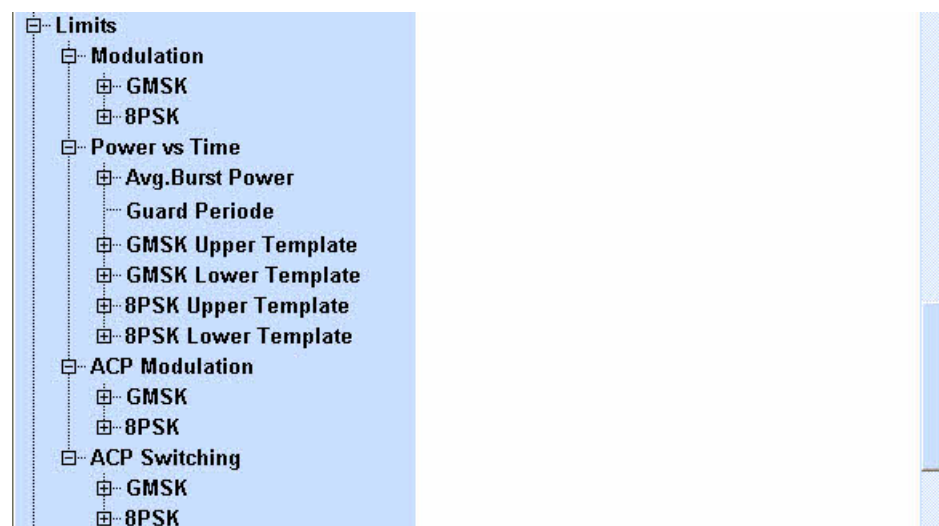 Limits
Modulation
GMSK
8PSK
Power vs Time
Avg.Burst Power
Guard Periode
GMSK Upper Template
GMSK Lower Template
8PSK Upper Template
8PSK Lower Template
ACP Modulation
GMSK
8PSK
ACP Switching
GMSK
8PSK